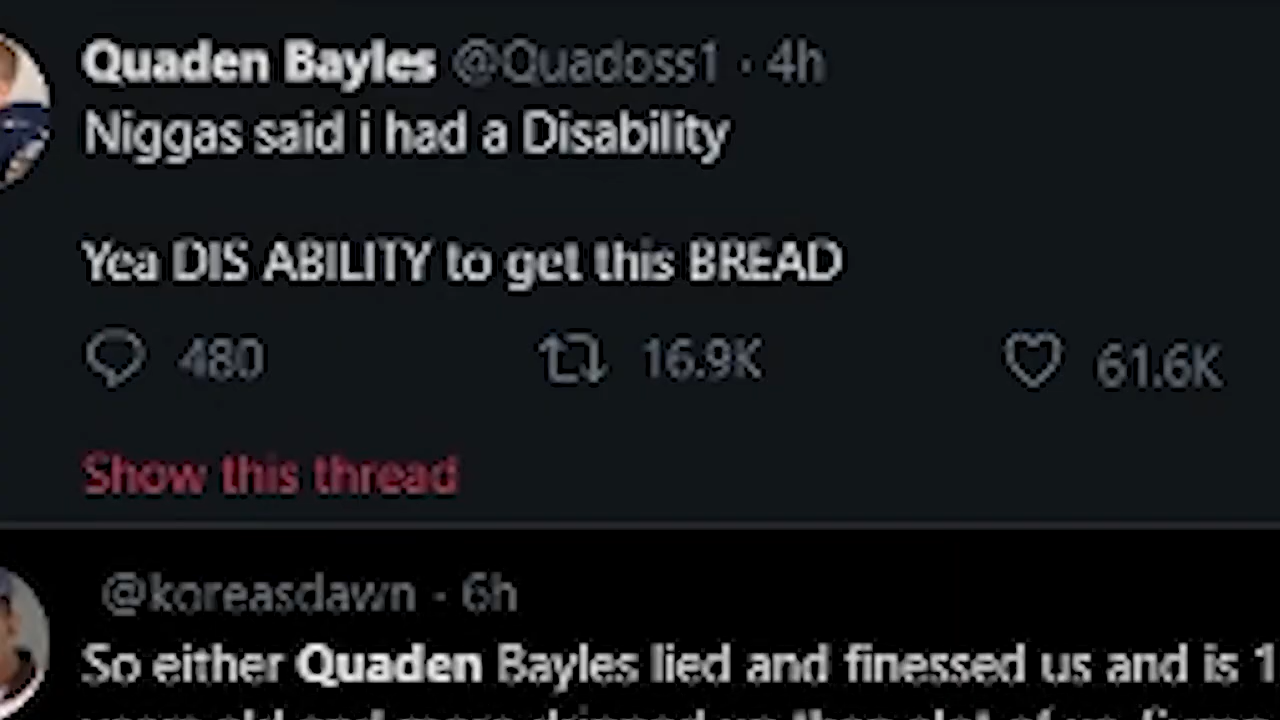 Quaden Bayles @Quadoss1 · 4h
Niggas said i had a Disability
Yea DIS ABILITY to get this BREAD
480 16.9K 61.6K
Show this thread
@koreasdawn · 6h
So either Quaden Bayles lied and finessed us and is 1